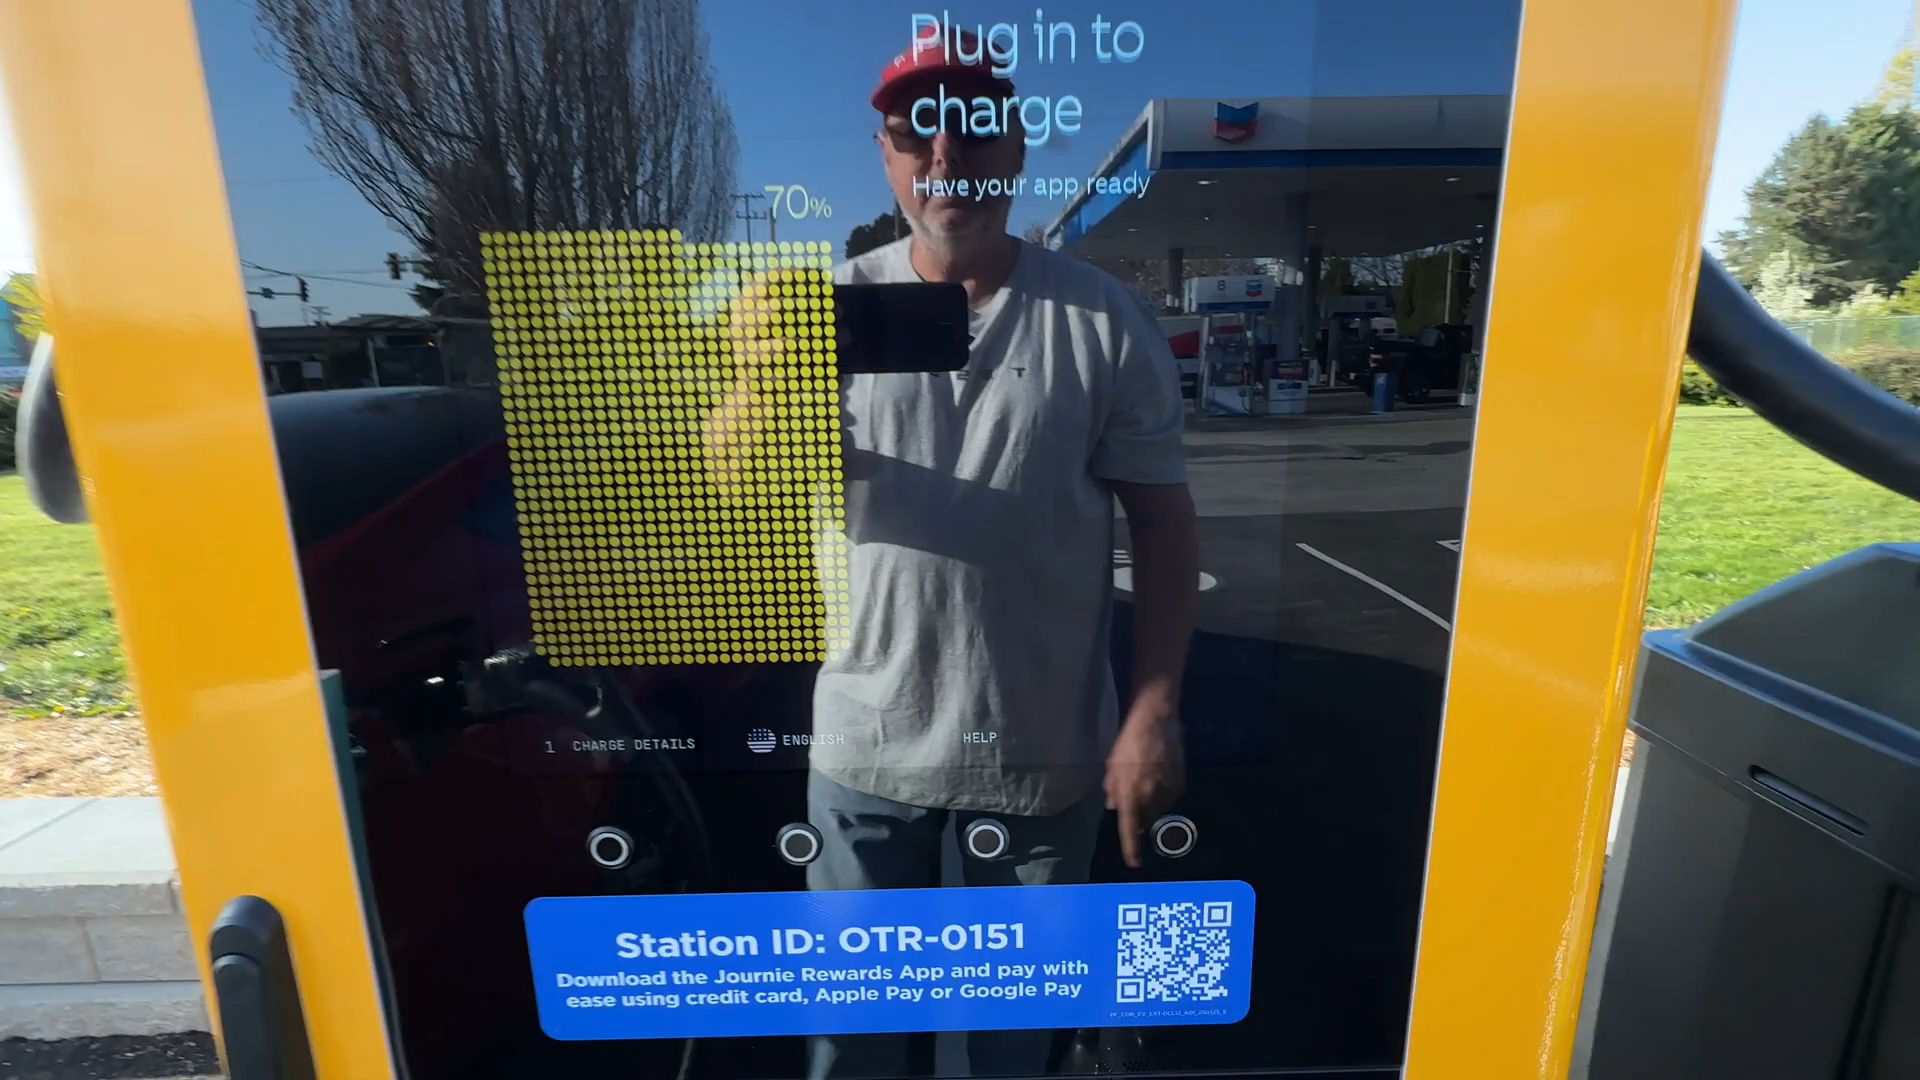 Plug in to
charge
Have your app ready
70%
8
1 CHARGE DETAILS
ENGLISH
HELP
Station ID: OTR-0151
Download the Journie Rewards App and pay with
ease using credit card, Apple Pay or Google Pay